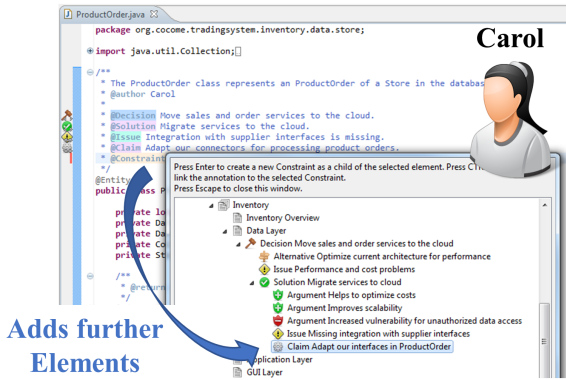 ProductOrder.java
package org.cocome.tradingsystem.inventory.data.store;
Carol
import java.util.Collection;
/**
* The ProductOrder class represents an ProductOrder of a Store in the databas
* @author Carol
*
* @Decision Move sales and order services to the cloud.
* @Solution Migrate services to the cloud.
* @Issue Integration with supplier interfaces is missing.
* @Claim Adapt our connectors for processing product orders.
* @Constraint
*/
@Entity
public class P
private lo
private Da
private Da
private Co
private St
/**
* @return
*/
Press Enter to create a new Constraint as a child of the selected element. Press CT
link the annotation to the selected Constraint.
Press Escape to close this window.
Inventory
Inventory Overview
Data Layer
Decision Move sales and order services to the cloud
Alternative Optimize current architecture for performance
Issue Performance and cost problems
Solution Migrate services to cloud
Argument Helps to optimize costs
Argument Improves scalability
Argument Increased vulnerability for unauthorized data access
Issue Missing integration with supplier interfaces
Claim Adapt our interfaces in ProductOrder
Application Layer
GUI Layer
Adds further
Elements